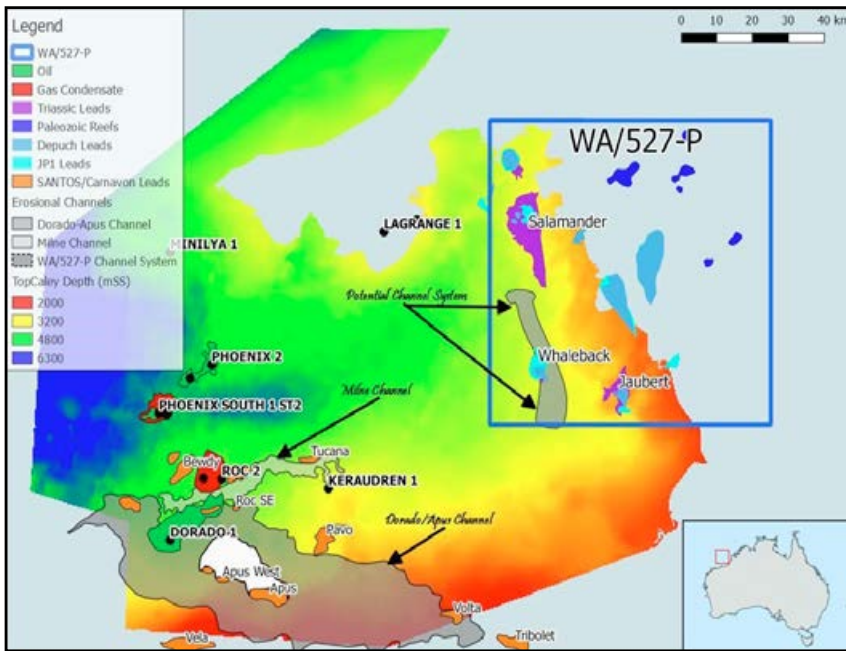 Legend
WA/527-P
Oil
Gas Condensate
Triassic Leads
Paleozoic Reefs
Depuch Leads
JP1 Leads
SANTOS/Carnavon Leads
Erosional Channels
Dorado-Apus Channel
Milne Channel
WA/527-P Channel System
TopCaley Depth (mSS)
2000
3200
4800
6300
0 10 20 30 40 km
WA/527-P
LAGRANGE 1
Salamander
MINILYA 1
Potential Channel System
PHOENIX 2
Whaleback
Milne Channel
Jaubert
PHOENIX SOUTH 1 ST2
Tucana
Bewdy
ROC 2
KERAUDREN 1
Roc SE
Dorado/Apus Channel
DORADO 1
Pavo
Apus West
Apus
Volta
Vela
Tribolet